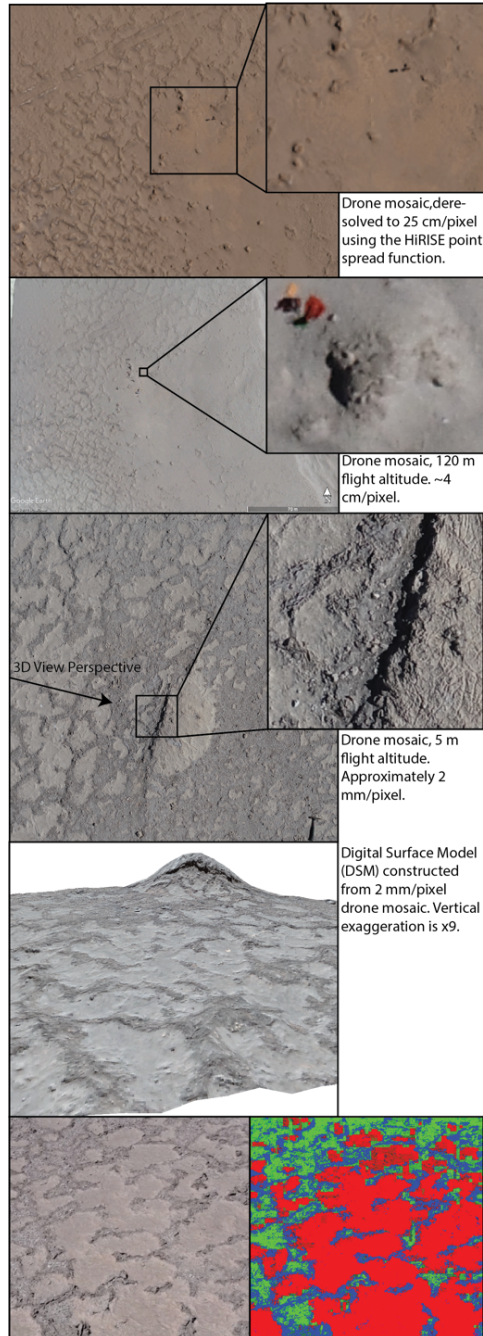 Drone mosaic,dere-
solved to 25 cm/pixel
using the HiRISE point
spread function.
Drone mosaic, 120 m
flight altitude. ~4
cm/pixel.
Google Earth
3D View Perspective
Drone mosaic, 5 m
flight altitude.
Approximately 2
mm/pixel.
Digital Surface Model
(DSM) constructed
from 2 mm/pixel
drone mosaic. Vertical
exaggeration is x9.